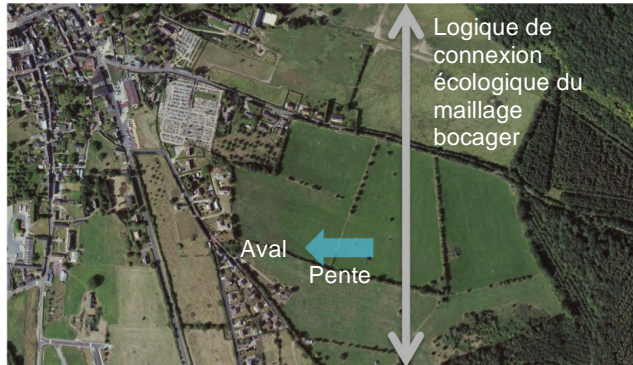 Logique de
connexion
écologique du
maillage
bocager
Aval
Pente